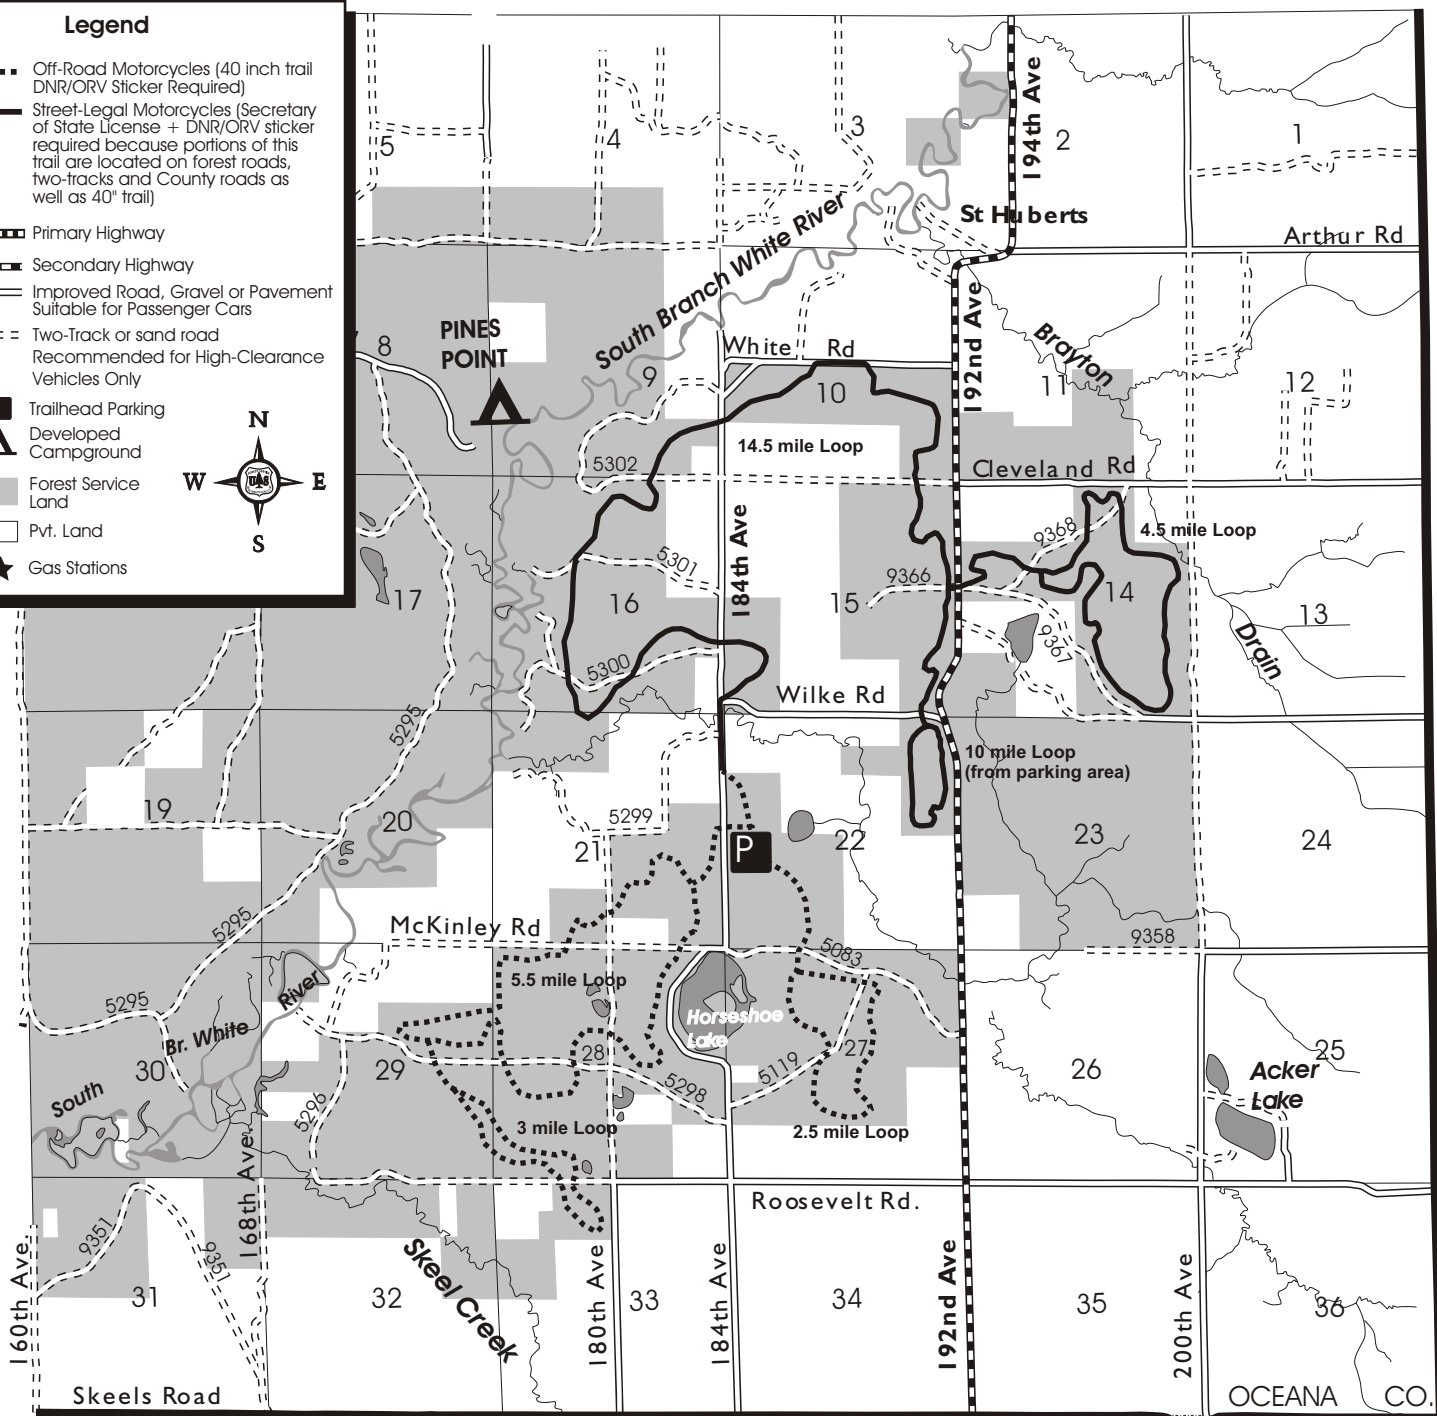 Legend
Off-Road Motorcycles (40 inch trail
DNR/ORV Sticker Required)
Street-Legal Motorcycles (Secretary
of State License + DNR/ORV sticker
required because portions of this
trail are located on forest roads,
two-tracks and County roads as
well as 40" trail)
Primary Highway
Secondary Highway
Improved Road, Gravel or Pavement
Suitable for Passenger Cars
Two-Track or sand road
Recommended for High-Clearance
Vehicles Only
Trailhead Parking
Developed
Campground
Forest Service
Land
Pvt. Land
Gas Stations
N
W
E
S
5
4
3
2
1
194th Ave
St Huberts
Arthur Rd
South Branch White River
8
PINES
POINT
9
White Rd
10
192nd Ave
Brayton
11
12
14.5 mile Loop
5302
Cleveland Rd
4.5 mile Loop
9368
184th Ave
5301
9366
17
16
15
14
13
9367
Drain
5300
Wilke Rd
5295
10 mile Loop
(from parking area)
19
20
5299
21
P
22
23
24
5295
McKinley Rd
5083
9358
5.5 mile Loop
River
5295
Horseshoe
Lake
Br. White
30
29
28
27
26
25
5298
5119
Acker
Lake
South
5296
3 mile Loop
2.5 mile Loop
168th Ave
Roosevelt Rd.
9351
9351
Skeel Creek
160th Ave.
31
32
180th Ave
33
184th Ave
34
192nd Ave
35
200th Ave
36
Skeels Road
OCEANA CO.